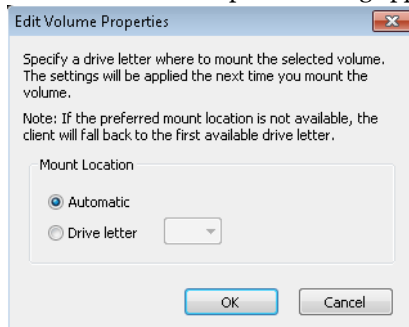 Edit Volume Properties
Specify a drive letter where to mount the selected volume.
The settings will be applied the next time you mount the
volume.
Note: If the preferred mount location is not available, the
client will fall back to the first available drive letter.
Mount Location
Automatic
Drive letter
OK
Cancel